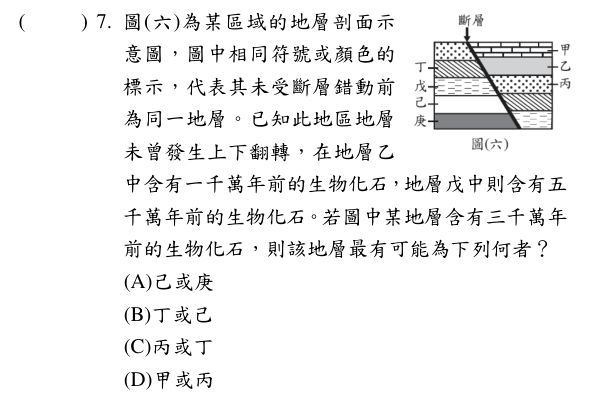 (　　) 7. 圖(六)為某區域的地層剖面示
意圖，圖中相同符號或顏色的
標示，代表其未受斷層錯動前
為同一地層。已知此地區地層
未曾發生上下翻轉，在地層乙
中含有一千萬年前的生物化石，地層戊中則含有五
千萬年前的生物化石。若圖中某地層含有三千萬年
前的生物化石，則該地層最有可能為下列何者？
(A)己或庚
(B)丁或己
(C)丙或丁
(D)甲或丙
斷層
甲
乙
丙
丁
戊
己
庚
圖(六)